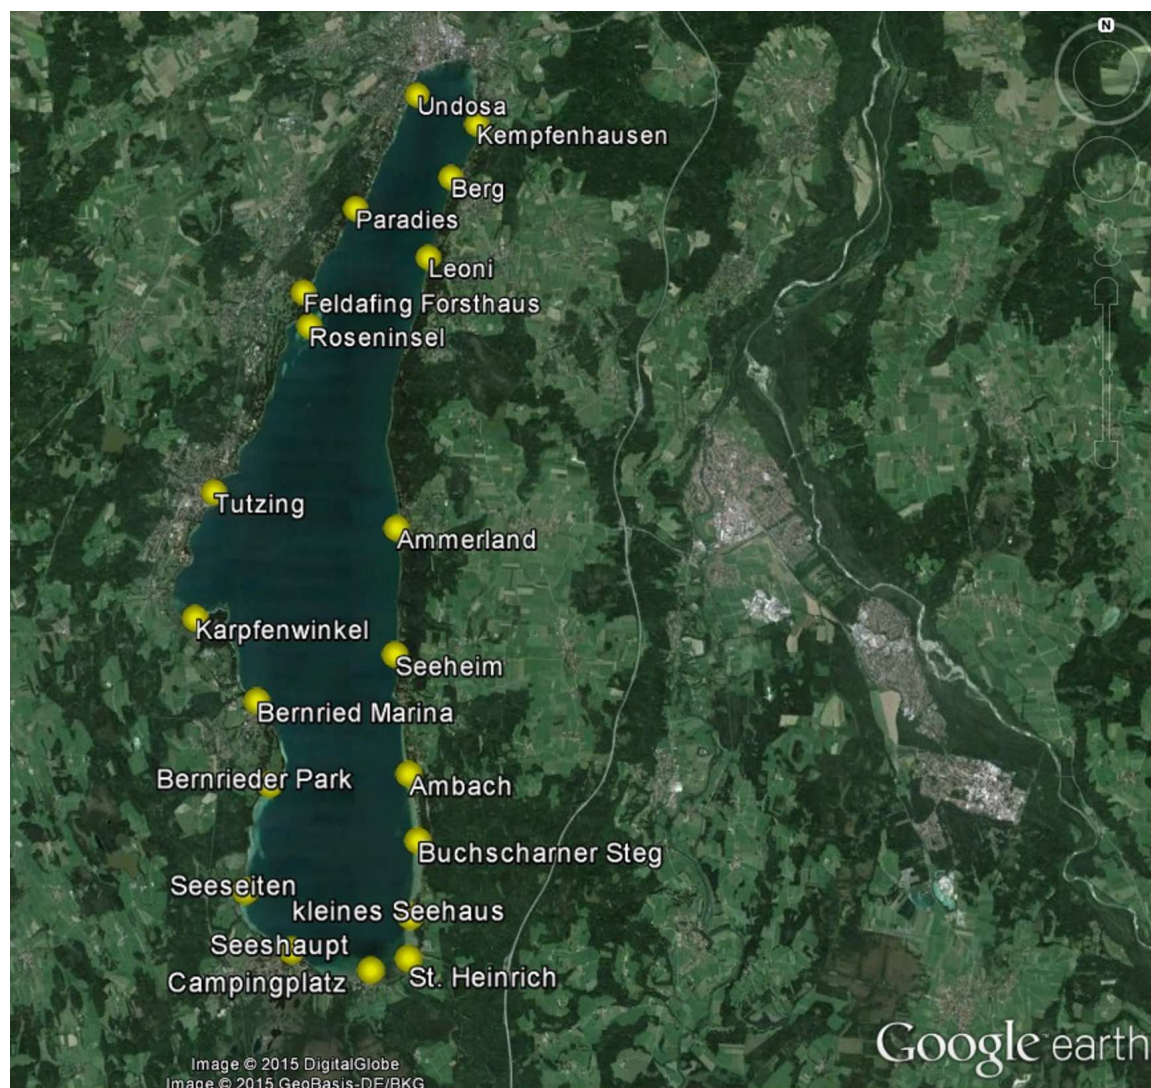 N
Undosa
Kempfenhausen
Berg
Paradies
Leoni
Feldafing Forsthaus
Roseninsel
Tutzing
Ammerland
Karpfenwinkel
Seeheim
Bernried Marina
Bernrieder Park
Ambach
Buchscharner Steg
Seeseiten
kleines Seehaus
Seeshaupt
St. Heinrich
Campingplatz
Google earth
Image © 2015 DigitalGlobe
Image © 2015 GeoBasis-DE/BKG